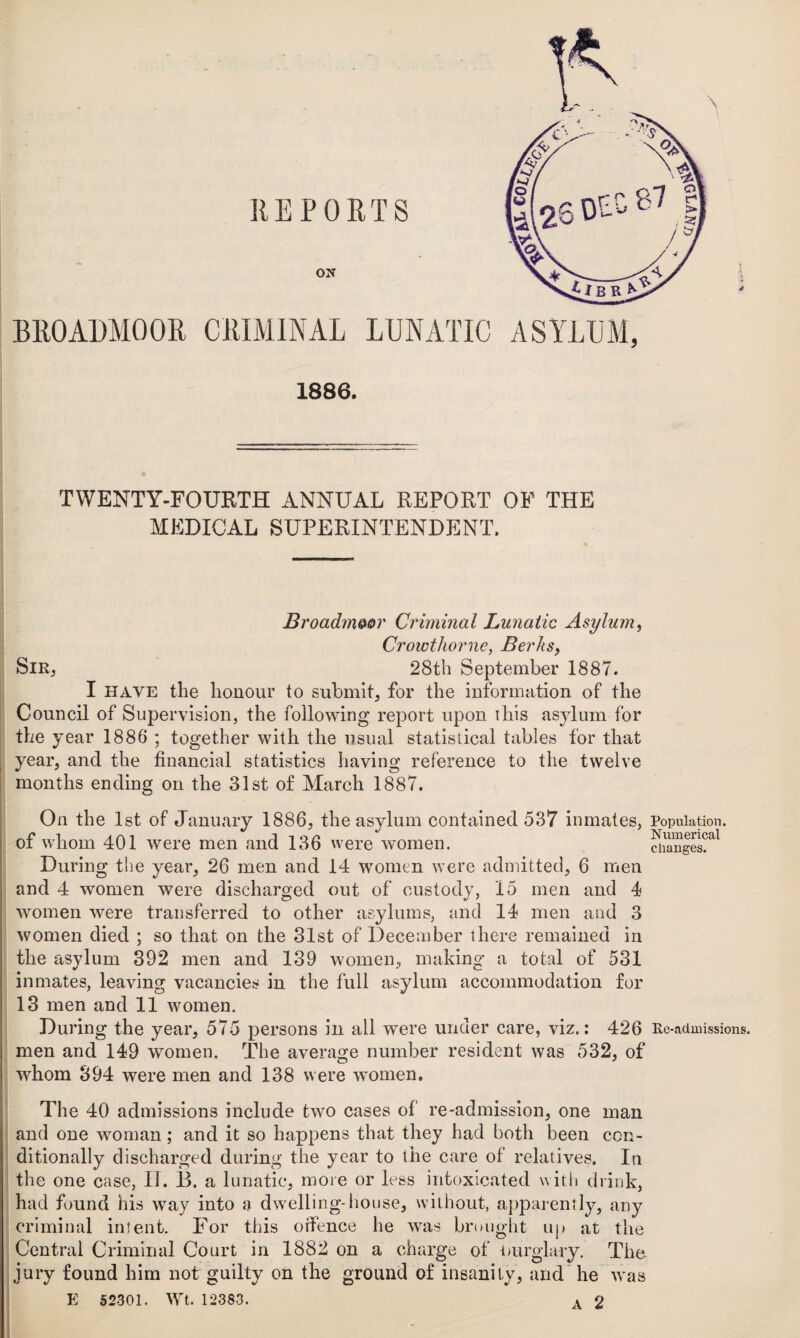 ROYAL COLLEGE OF
OF ENGLAND
26 DEC 87
LIBRARY
REPORTS
ON
BROADMOOR CRIMINAL LUNATIC ASYLUM,
1886.
TWENTY-FOURTH ANNUAL REPORT OF THE
MEDICAL SUPERINTENDENT.
Broadmoor Criminal Lunatic Asylum,
Crowthorne, Berks,
SIR, 28th September 1887.
I HAVE the honour to submit, for the information of the
Council of Supervision, the following report upon this asylum for
the year 1886 ; together with the usual statistical tables for that
year, and the financial statistics having reference to the twelve
months ending on the 31st of March 1887.
On the 1st of January 1886, the asylum contained 537 inmates, Population.
of whom 401 were men and 136 were women. Numerical changes.
During the year, 26 men and 14 women were admitted, 6 men
and 4 women were discharged out of custody, 15 men and 4
women were transferred to other asylums, and 14 men and 3
women died ; so that on the 31st of December there remained in
the asylum 392 men and 139 women, making a total of 531
inmates, leaving vacancies in the full asylum accommodation for
13 men and 11 women.
During the year, 575 persons in all were under care, viz.: 426 Re-admissions.
men and 149 women. The average number resident was 532, of
whom 394 were men and 138 were women.
The 40 admissions include two cases of re-admission, one man
and one woman; and it so happens that they had both been con-
ditionally discharged during the year to the care of relatives. In
the one case, H. B. a lunatic, more or less intoxicated with drink,
had found his way into a dwelling-house, without, apparently, any
criminal intent. For this offence he was brought up at the
Central Criminal Court in 1882 on a charge of burglary. The
jury found him not guilty on the ground of insanity, and he was
E 52301. Wt. 12383. A 2